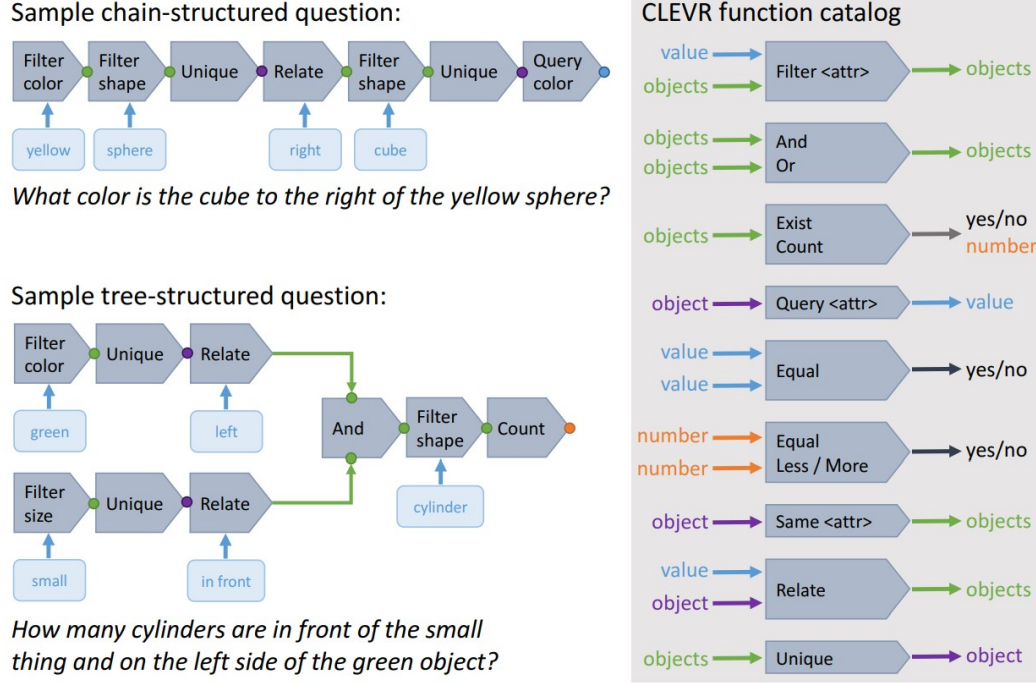 Sample chain-structured question:
Filter
color
Filter
shape
Unique
Relate
Filter
shape
Unique
Query
color
yellow
sphere
right
cube
What color is the cube to the right of the yellow sphere?
Sample tree-structured question:
Filter
color
Unique
Relate
green
left
And
Filter
shape
Count
cylinder
Filter
size
Unique
Relate
small
in front
How many cylinders are in front of the small
thing and on the left side of the green object?
CLEVR function catalog
value
objects
Filter <attr>
objects
objects
objects
And
Or
objects
objects
Exist
Count
yes/no
number
object
Query <attr>
value
value
value
Equal
yes/no
number
number
Equal
Less / More
yes/no
object
Same <attr>
objects
value
object
Relate
objects
objects
Unique
object